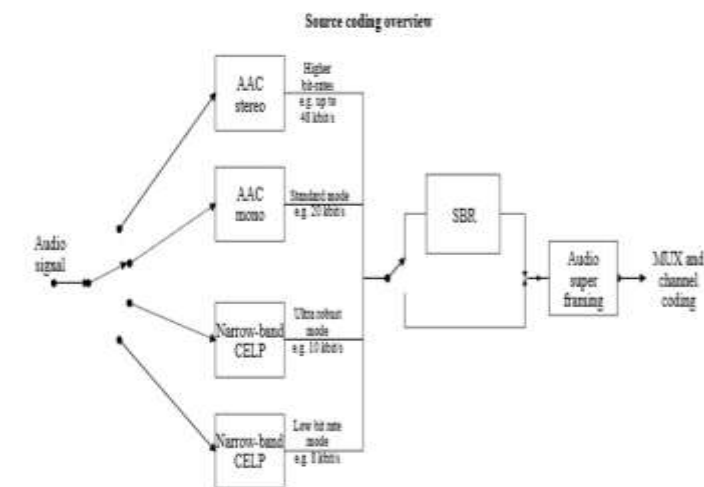 Source coding overview
AAC
stereo
Higher
bit-rates
e.g. up to
48 kbit/s
AAC
mono
Standard mode
e.g. 20 kbit/s
Audio
signal
SBR
Audio
super
framing
MUX and
channel
coding
Narrow-band
CELP
Ultra robust
mode
e.g. 10 kbit/s
Narrow-band
CELP
Low bit rate
mode
e.g. 8 kbit/s